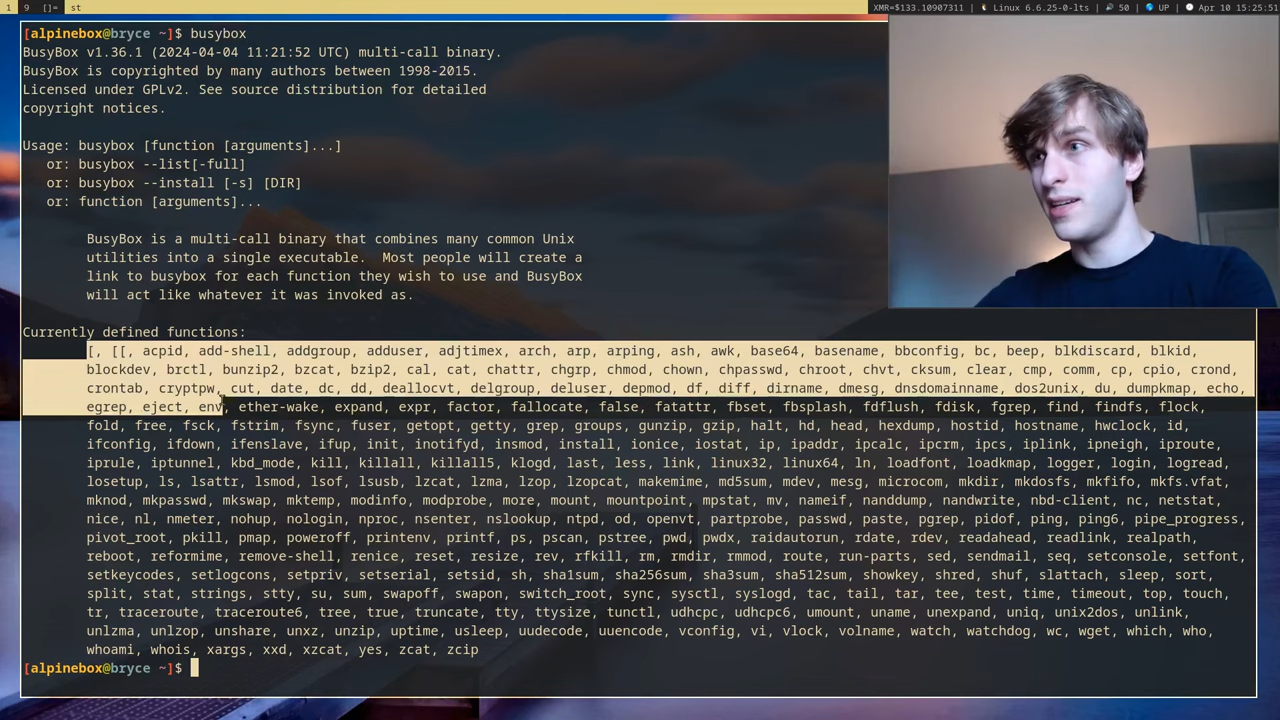 1 9 []= st XMR=$133.10907311 | Linux 6.6.25-0-lts | 50 | UP | Apr 10 15:25:51
[alpinebox@bryce ~]$ busybox
BusyBox v1.36.1 (2024-04-04 11:21:52 UTC) multi-call binary.
BusyBox is copyrighted by many authors between 1998-2015.
Licensed under GPLv2. See source distribution for detailed
copyright notices.
Usage: busybox [function [arguments]...]
or: busybox --list[-full]
or: busybox --install [-s] [DIR]
or: function [arguments]...
BusyBox is a multi-call binary that combines many common Unix
utilities into a single executable.  Most people will create a
link to busybox for each function they wish to use and BusyBox
will act like whatever it was invoked as.
Currently defined functions:
[, [[, acpid, add-shell, addgroup, adduser, adjtimex, arch, arp, arping, ash, awk, base64, basename, bbconfig, bc, beep, blkdiscard, blkid,
blockdev, brctl, bunzip2, bzcat, bzip2, cal, cat, chattr, chgrp, chmod, chown, chpasswd, chroot, chvt, cksum, clear, cmp, comm, cp, cpio, crond,
crontab, cryptpw, cut, date, dc, dd, deallocvt, delgroup, deluser, depmod, df, diff, dirname, dmesg, dnsdomainname, dos2unix, du, dumpkmap, echo,
egrep, eject, env, ether-wake, expand, expr, factor, fallocate, false, fatattr, fbset, fbsplash, fdflush, fdisk, fgrep, find, findfs, flock,
fold, free, fsck, fstrim, fsync, fuser, getopt, getty, grep, groups, gunzip, gzip, halt, hd, head, hexdump, hostid, hostname, hwclock, id,
ifconfig, ifdown, ifenslave, ifup, init, inotifyd, insmod, install, ionice, iostat, ip, ipaddr, ipcalc, ipcrm, ipcs, iplink, ipneigh, iproute,
iprule, iptunnel, kbd_mode, kill, killall, killall5, klogd, last, less, link, linux32, linux64, ln, loadfont, loadkmap, logger, login, logread,
losetup, ls, lsattr, lsmod, lsof, lsusb, lzcat, lzma, lzop, lzopcat, makemime, md5sum, mdev, mesg, microcom, mkdir, mkdosfs, mkfifo, mkfs.vfat,
mknod, mkpasswd, mkswap, mktemp, modinfo, modprobe, more, mount, mountpoint, mpstat, mv, nameif, nanddump, nandwrite, nbd-client, nc, netstat,
nice, nl, nmeter, nohup, nologin, nproc, nsenter, nslookup, ntpd, od, openvt, partprobe, passwd, paste, pgrep, pidof, ping, ping6, pipe_progress,
pivot_root, pkill, pmap, poweroff, printenv, printf, ps, pscan, pstree, pwd, pwdx, raidautorun, rdate, rdev, readahead, readlink, realpath,
reboot, reformime, remove-shell, renice, reset, resize, rev, rfkill, rm, rmdir, rmmod, route, run-parts, sed, sendmail, seq, setconsole, setfont,
setkeycodes, setlogcons, setpriv, setserial, setsid, sh, sha1sum, sha256sum, sha3sum, sha512sum, showkey, shred, shuf, slattach, sleep, sort,
split, stat, strings, stty, su, sum, swapoff, swapon, switch_root, sync, sysctl, syslogd, tac, tail, tar, tee, test, time, timeout, top, touch,
tr, traceroute, traceroute6, tree, true, truncate, tty, ttysize, tunctl, udhcpc, udhcpc6, umount, uname, unexpand, uniq, unix2dos, unlink,
unlzma, unlzop, unshare, unxz, unzip, uptime, usleep, uudecode, uuencode, vconfig, vi, vlock, volname, watch, watchdog, wc, wget, which, who,
whoami, whois, xargs, xxd, xzcat, yes, zcat, zcip
[alpinebox@bryce ~]$